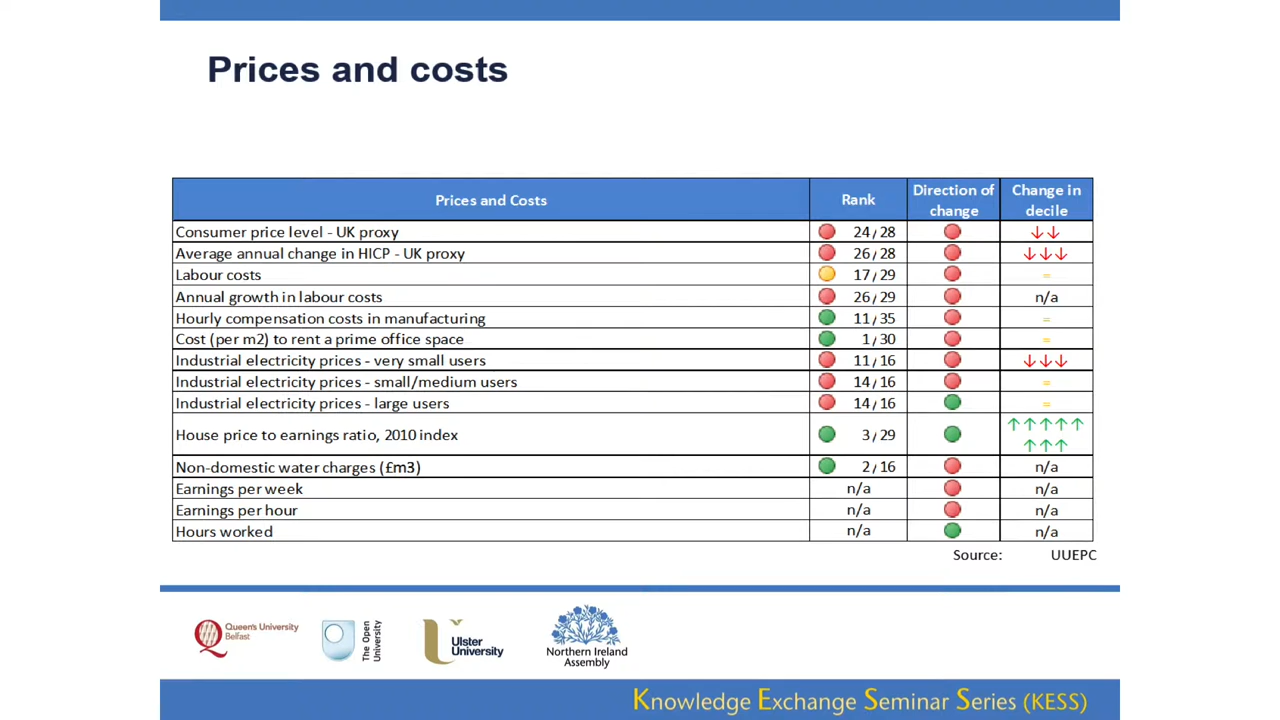 Prices and costs
Prices and Costs Rank Direction of change Change in decile
Consumer price level - UK proxy 24/28 ↓↓
Average annual change in HICP - UK proxy 26/28 ↓↓↓
Labour costs 17/29 =
Annual growth in labour costs 26/29 n/a
Hourly compensation costs in manufacturing 11/35 =
Cost (per m2) to rent a prime office space 1/30 =
Industrial electricity prices - very small users 11/16 ↓↓↓
Industrial electricity prices - small/medium users 14/16 =
Industrial electricity prices - large users 14/16 =
House price to earnings ratio, 2010 index 3/29 ↑↑↑↑↑ ↑↑↑
Non-domestic water charges (£m3) 2/16 n/a
Earnings per week n/a n/a
Earnings per hour n/a n/a
Hours worked n/a n/a
Source: UUEPC
Queen's University
Belfast
The Open
University
Ulster
University
Northern Ireland
Assembly
Knowledge Exchange Seminar Series (KESS)